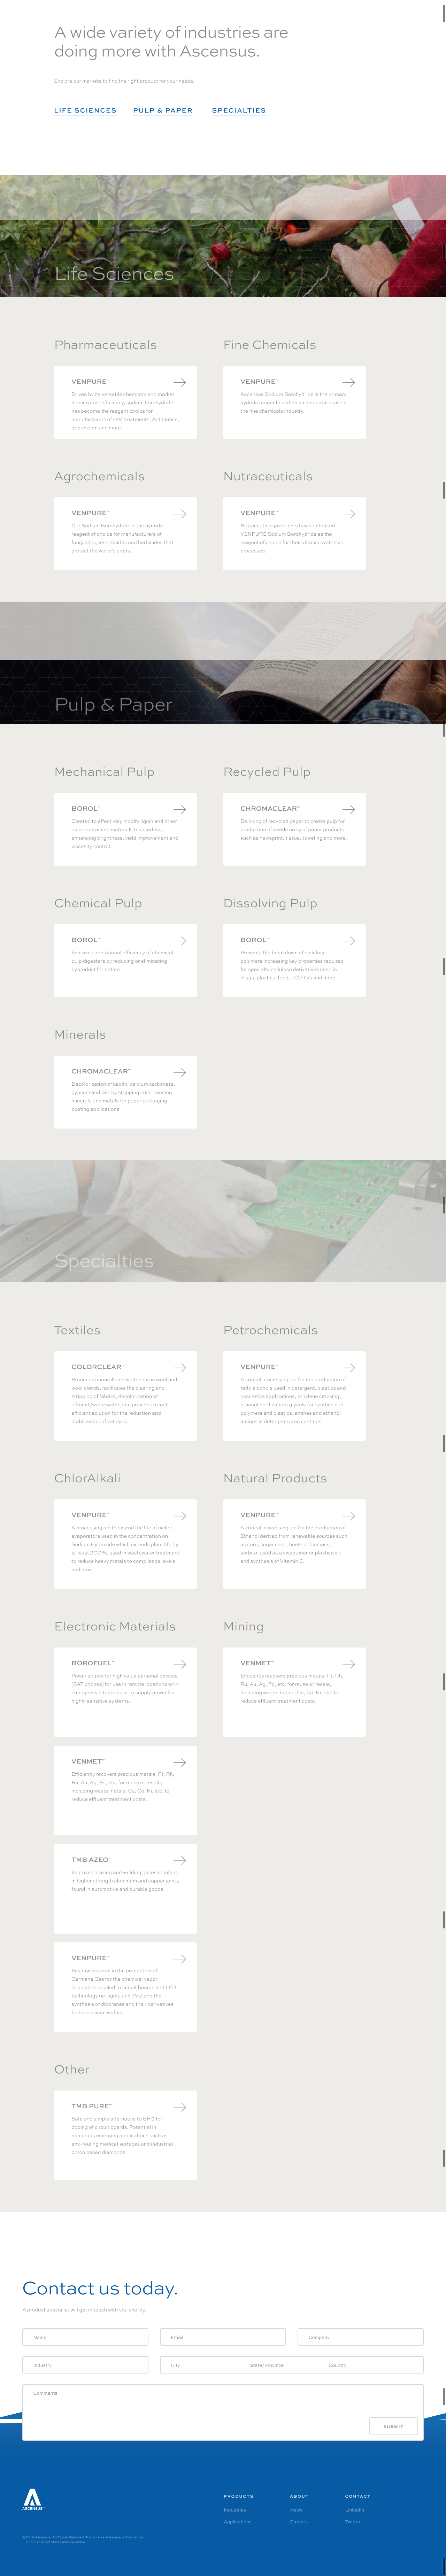 A wide variety of industries are
doing more with Ascensus.
Explore our markets to find the right product for your needs.
LIFE SCIENCES
PULP & PAPER
SPECIALTIES
Life Sciences
Pharmaceuticals
VENPURE™
Driven by its versatile chemistry and market
leading cost efficiency, sodium borohydride
has become the reagent choice for
manufacturers of HIV treatments, Antibiotics,
depression and more.
Fine Chemicals
VENPURE™
Ascensus Sodium Borohydride is the primary
hydride reagent used on an industrial scale in
the fine chemicals industry.
Agrochemicals
VENPURE™
Our Sodium Borohydride is the hydride
reagent of choice for manufacturers of
fungicides, insecticides and herbicides that
protect the world's crops.
Nutraceuticals
VENPURE™
Nutraceutical producers have embraced
VENPURE Sodium Borohydride as the
reagent of choice for their vitamin synthesis
processes.
Pulp & Paper
Mechanical Pulp
BOROL™
Created to effectively modify lignin and other
color-containing materials to colorless,
enhancing brightness, yield improvement and
viscosity control.
Recycled Pulp
CHROMACLEAR™
Deinking of recycled paper to create pulp for
production of a wide array of paper products
such as newsprint, tissue, toweling and more.
Chemical Pulp
BOROL™
Improves operational efficiency of chemical
pulp digesters by reducing or eliminating
byproduct formation.
Dissolving Pulp
BOROL™
Prevents the breakdown of cellulose
polymers increasing key properties required
for specialty cellulose derivatives used in
drugs, plastics, food, LCD TVs and more.
Minerals
CHROMACLEAR™
Decolorization of kaolin, calcium carbonate,
gypsum and talc by stripping color causing
minerals and metals for paper packaging
coating applications.
Specialties
Textiles
COLORCLEAR™
Produces unparalleled whiteness in wool and
wool blends, facilitates the clearing and
stripping of fabrics, decolorization of
effluent/wastewater, and provides a cost
efficient solution for the reduction and
stabilization of vat dyes.
Petrochemicals
VENPURE™
A critical processing aid for the production of
fatty alcohols used in detergent, plastics and
cosmetics applications; ethylene cracking,
ethanol purification; glycols for synthesis of
polymers and plastics; amines and ethanol
amines in detergents and coatings.
ChlorAlkali
VENPURE™
A processing aid to extend the life of nickel
evaporators used in the concentration on
Sodium Hydroxide which extends plant life by
at least 200%; used in wastewater treatment
to reduce heavy metals to compliance levels
and more.
Natural Products
VENPURE™
A critical processing aid for the production of
Ethanol derived from renewable sources such
as corn, sugar cane, beets or biomass;
sorbitol used as a sweetener or plasticizer;
and synthesis of Vitamin C.
Electronic Materials
BOROFUEL™
Power source for high value personal devices
(SAT phones) for use in remote locations or in
emergency situations or to supply power for
highly sensitive systems.
Mining
VENMET™
Efficiently recovers precious metals: Pt, Rh,
Ru, Au, Ag, Pd, etc. for reuse or resale,
including waste metals: Cu, Co, Ni, etc. to
reduce effluent treatment costs.
VENMET™
Efficiently recovers precious metals: Pt, Rh,
Ru, Au, Ag, Pd, etc. for reuse or resale,
including waste metals: Cu, Co, Ni, etc. to
reduce effluent treatment costs.
TMB AZEO™
Improves brazing and welding gases resulting
in higher strength aluminum and copper joints
found in automotive and durable goods.
VENPURE™
Key raw material in the production of
Germane Gas for the chemical vapor
deposition applied to circuit boards and LED
technology (ie. lights and TVs) and the
synthesis of diboranes and their derivatives
to dope silicon wafers.
Other
TMB PURE™
Safe and simple alternative to BH3 for
doping of circuit boards. Potential in
numerous emerging applications such as
anti-fouling medical surfaces and industrial
boron based diamonds.
Contact us today.
A product specialist will get in touch with you shortly.
Name
Email
Company
Industry
City
State/Province
Country
Comments
SUBMIT
ASCENSUS
PRODUCTS
ABOUT
CONTACT
Industries
News
LinkedIn
Applications
Careers
Twitter